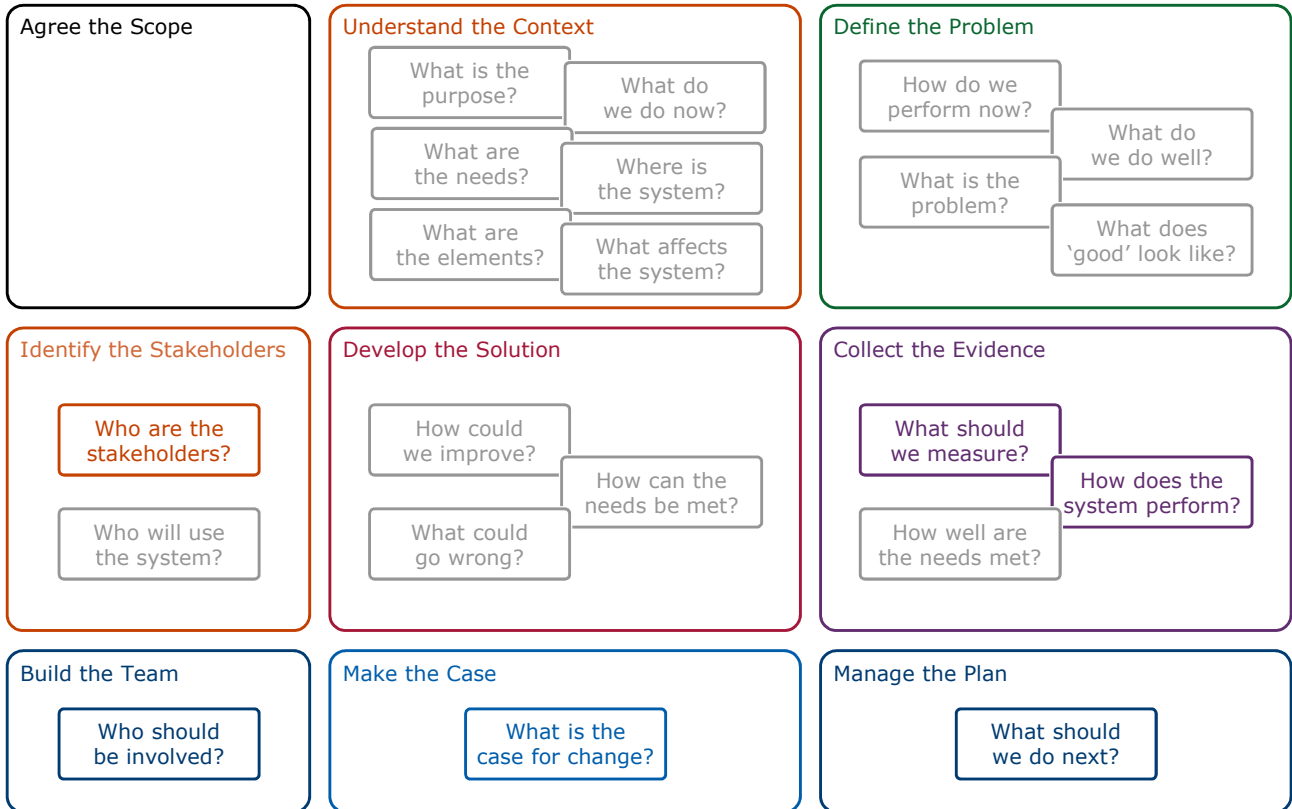 Agree the Scope
Understand the Context
What is the
purpose?
What do
we do now?
What are
the needs?
Where is
the system?
What are
the elements?
What affects
the system?
Define the Problem
How do we
perform now?
What do
we do well?
What is the
problem?
What does
‘good’ look like?
Identify the Stakeholders
Who are the
stakeholders?
Who will use
the system?
Develop the Solution
How could
we improve?
How can the
needs be met?
What could
go wrong?
Collect the Evidence
What should
we measure?
How does the
system perform?
How well are
the needs met?
Build the Team
Who should
be involved?
Make the Case
What is the
case for change?
Manage the Plan
What should
we do next?